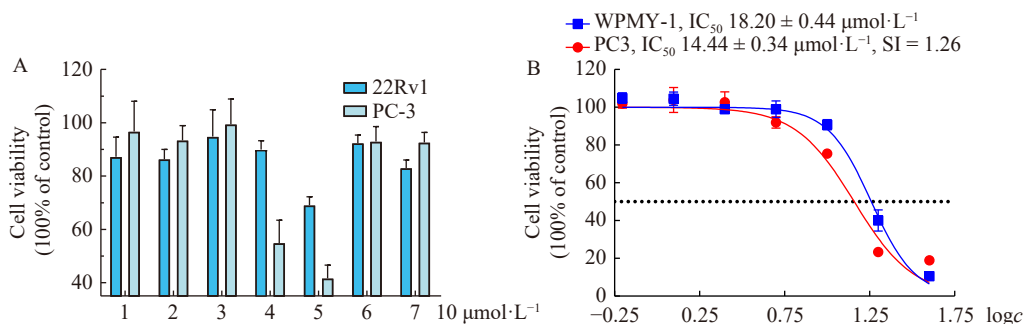 WPMY-1, IC50 18.20 ± 0.44 μmol·L−1
PC3, IC50 14.44 ± 0.34 μmol·L−1, SI = 1.26
A
22Rv1
PC-3
Cell viability
(100% of control)
120
100
80
60
40
1 2 3 4 5 6 7 10 μmol·L−1
B
Cell viability
(100% of control)
120
100
80
60
40
20
0
−0.25 0.25 0.75 1.25 1.75 logc